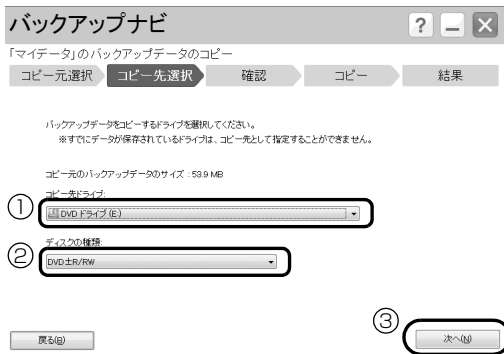 バックアップナビ
? － ×
「マイデータ」のバックアップデータのコピー
コピー元選択 コピー先選択 確認 コピー 結果
バックアップデータをコピーするドライブを選択してください。
※すでにデータが保存されているドライブは、コピー先として指定することができません。
コピー元のバックアップデータのサイズ : 53.9 MB
コピー先ドライブ:
① DVD ドライブ (E:)
ディスクの種類:
② DVD±R/RW
③
戻る(B) 次へ(N)